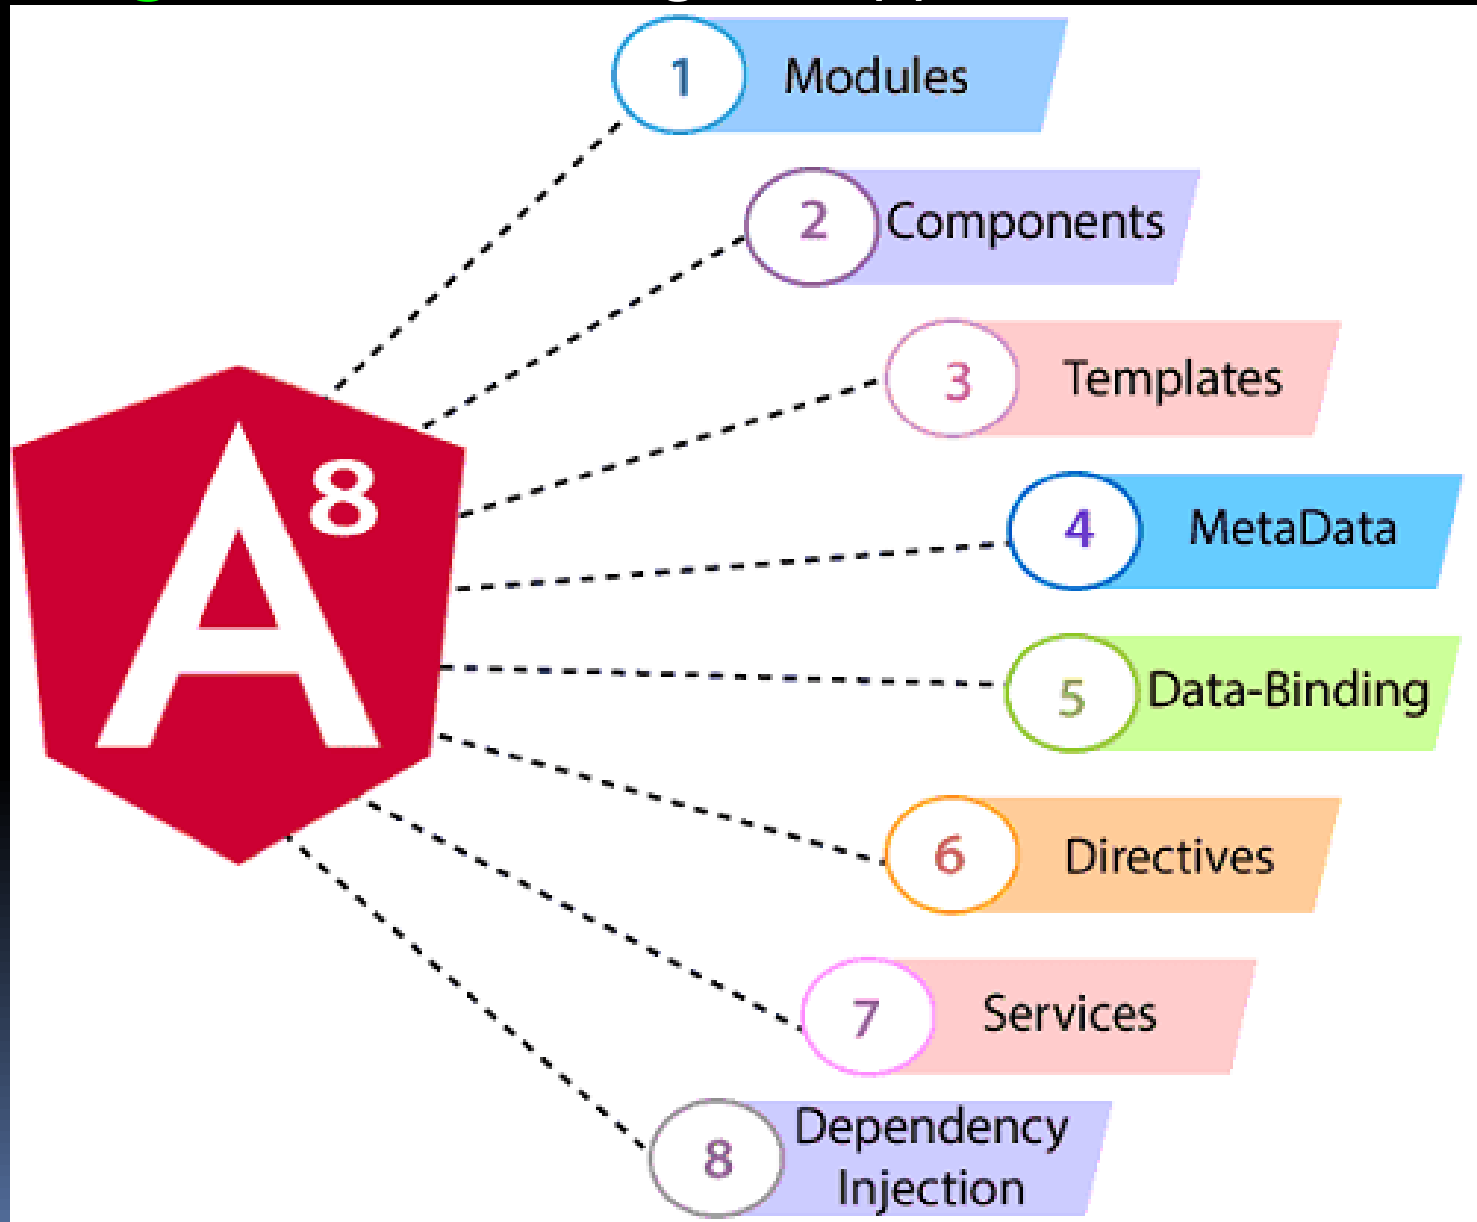 1 Modules
2 Components
3 Templates
A 8
4 MetaData
5 Data-Binding
6 Directives
7 Services
8 Dependency
Injection